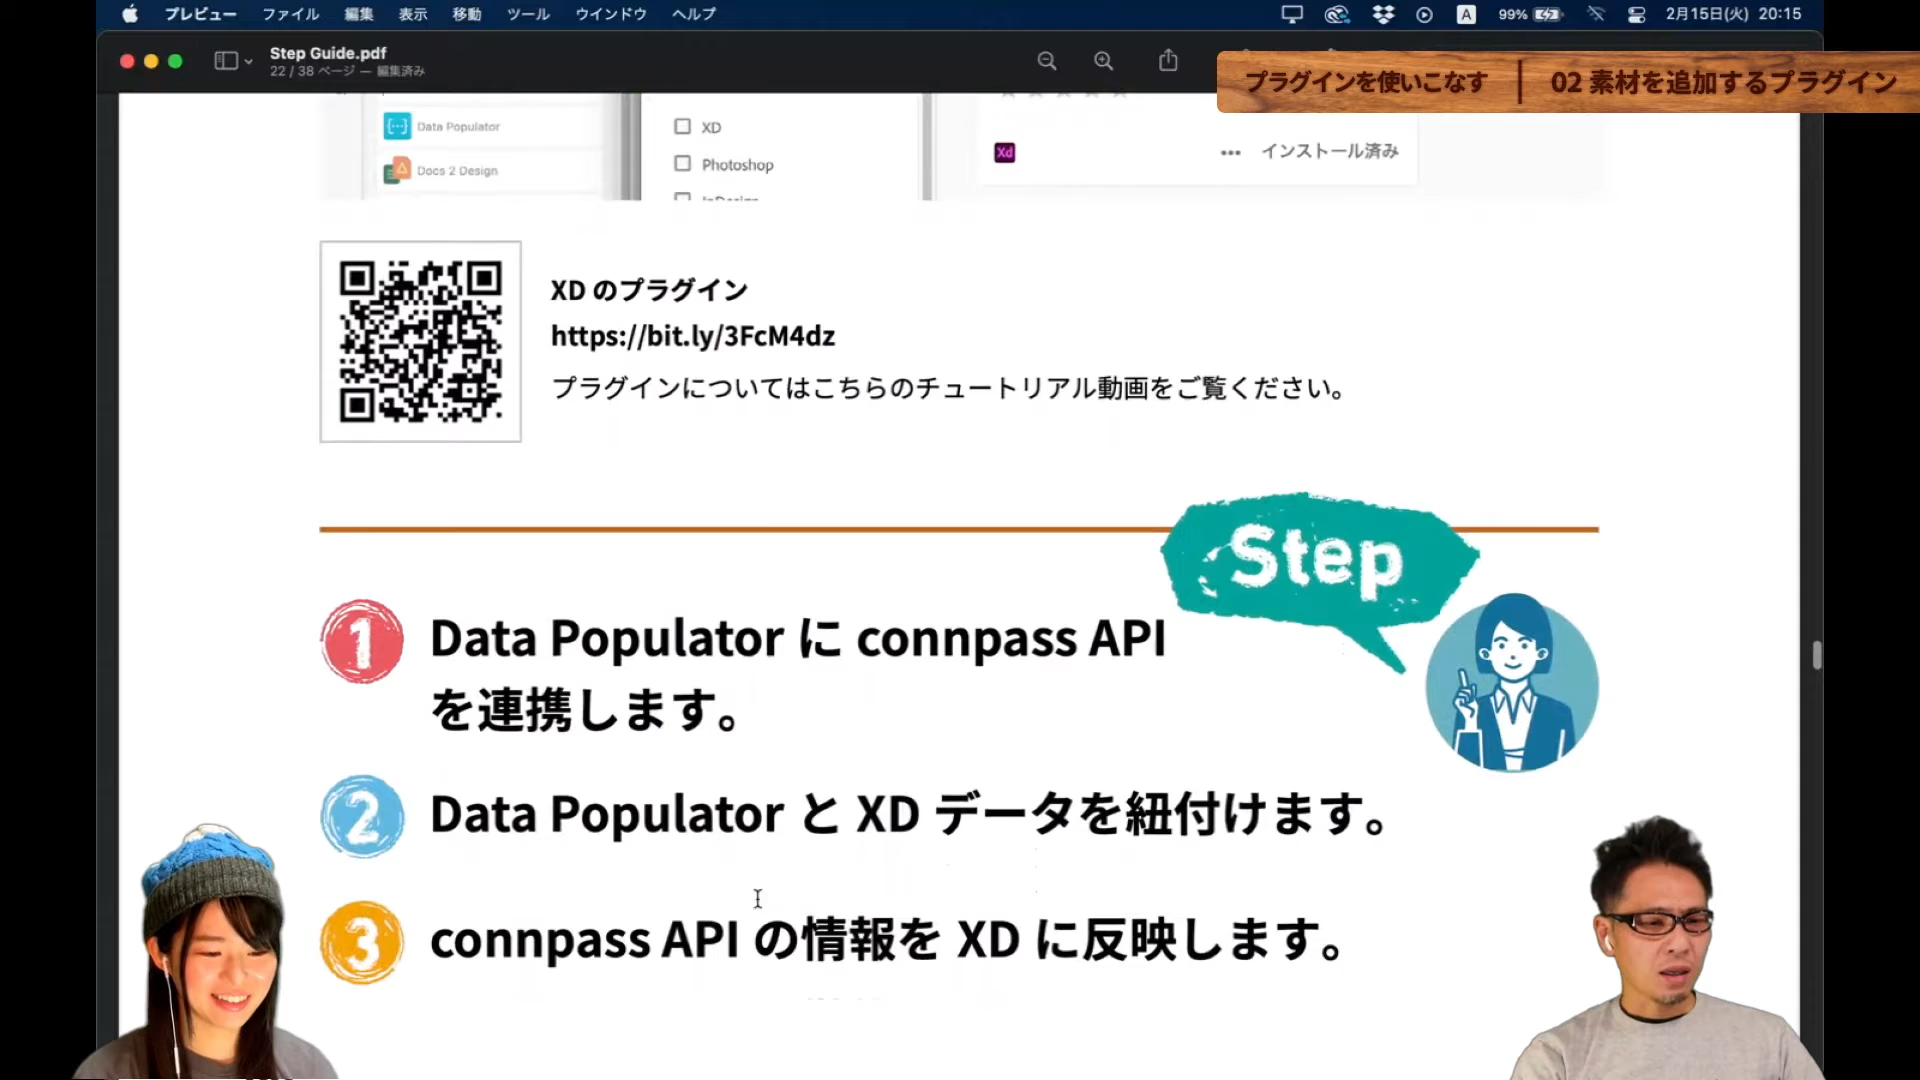 プレビュー ファイル 編集 表示 移動 ツール ウインドウ ヘルプ
A 99% 2月15日(火) 20:15
Step Guide.pdf
22 / 38 ページ — 編集済み
プラグインを使いこなす | 02 素材を追加するプラグイン
Data Populator
Docs 2 Design
XD
Photoshop
InDesign
Xd
••• インストール済み
XD のプラグイン
https://bit.ly/3FcM4dz
プラグインについてはこちらのチュートリアル動画をご覧ください。
Step
1 Data Populator に connpass API
を連携します。
2 Data Populator と XD データを紐付けます。
3 connpass API の情報を XD に反映します。